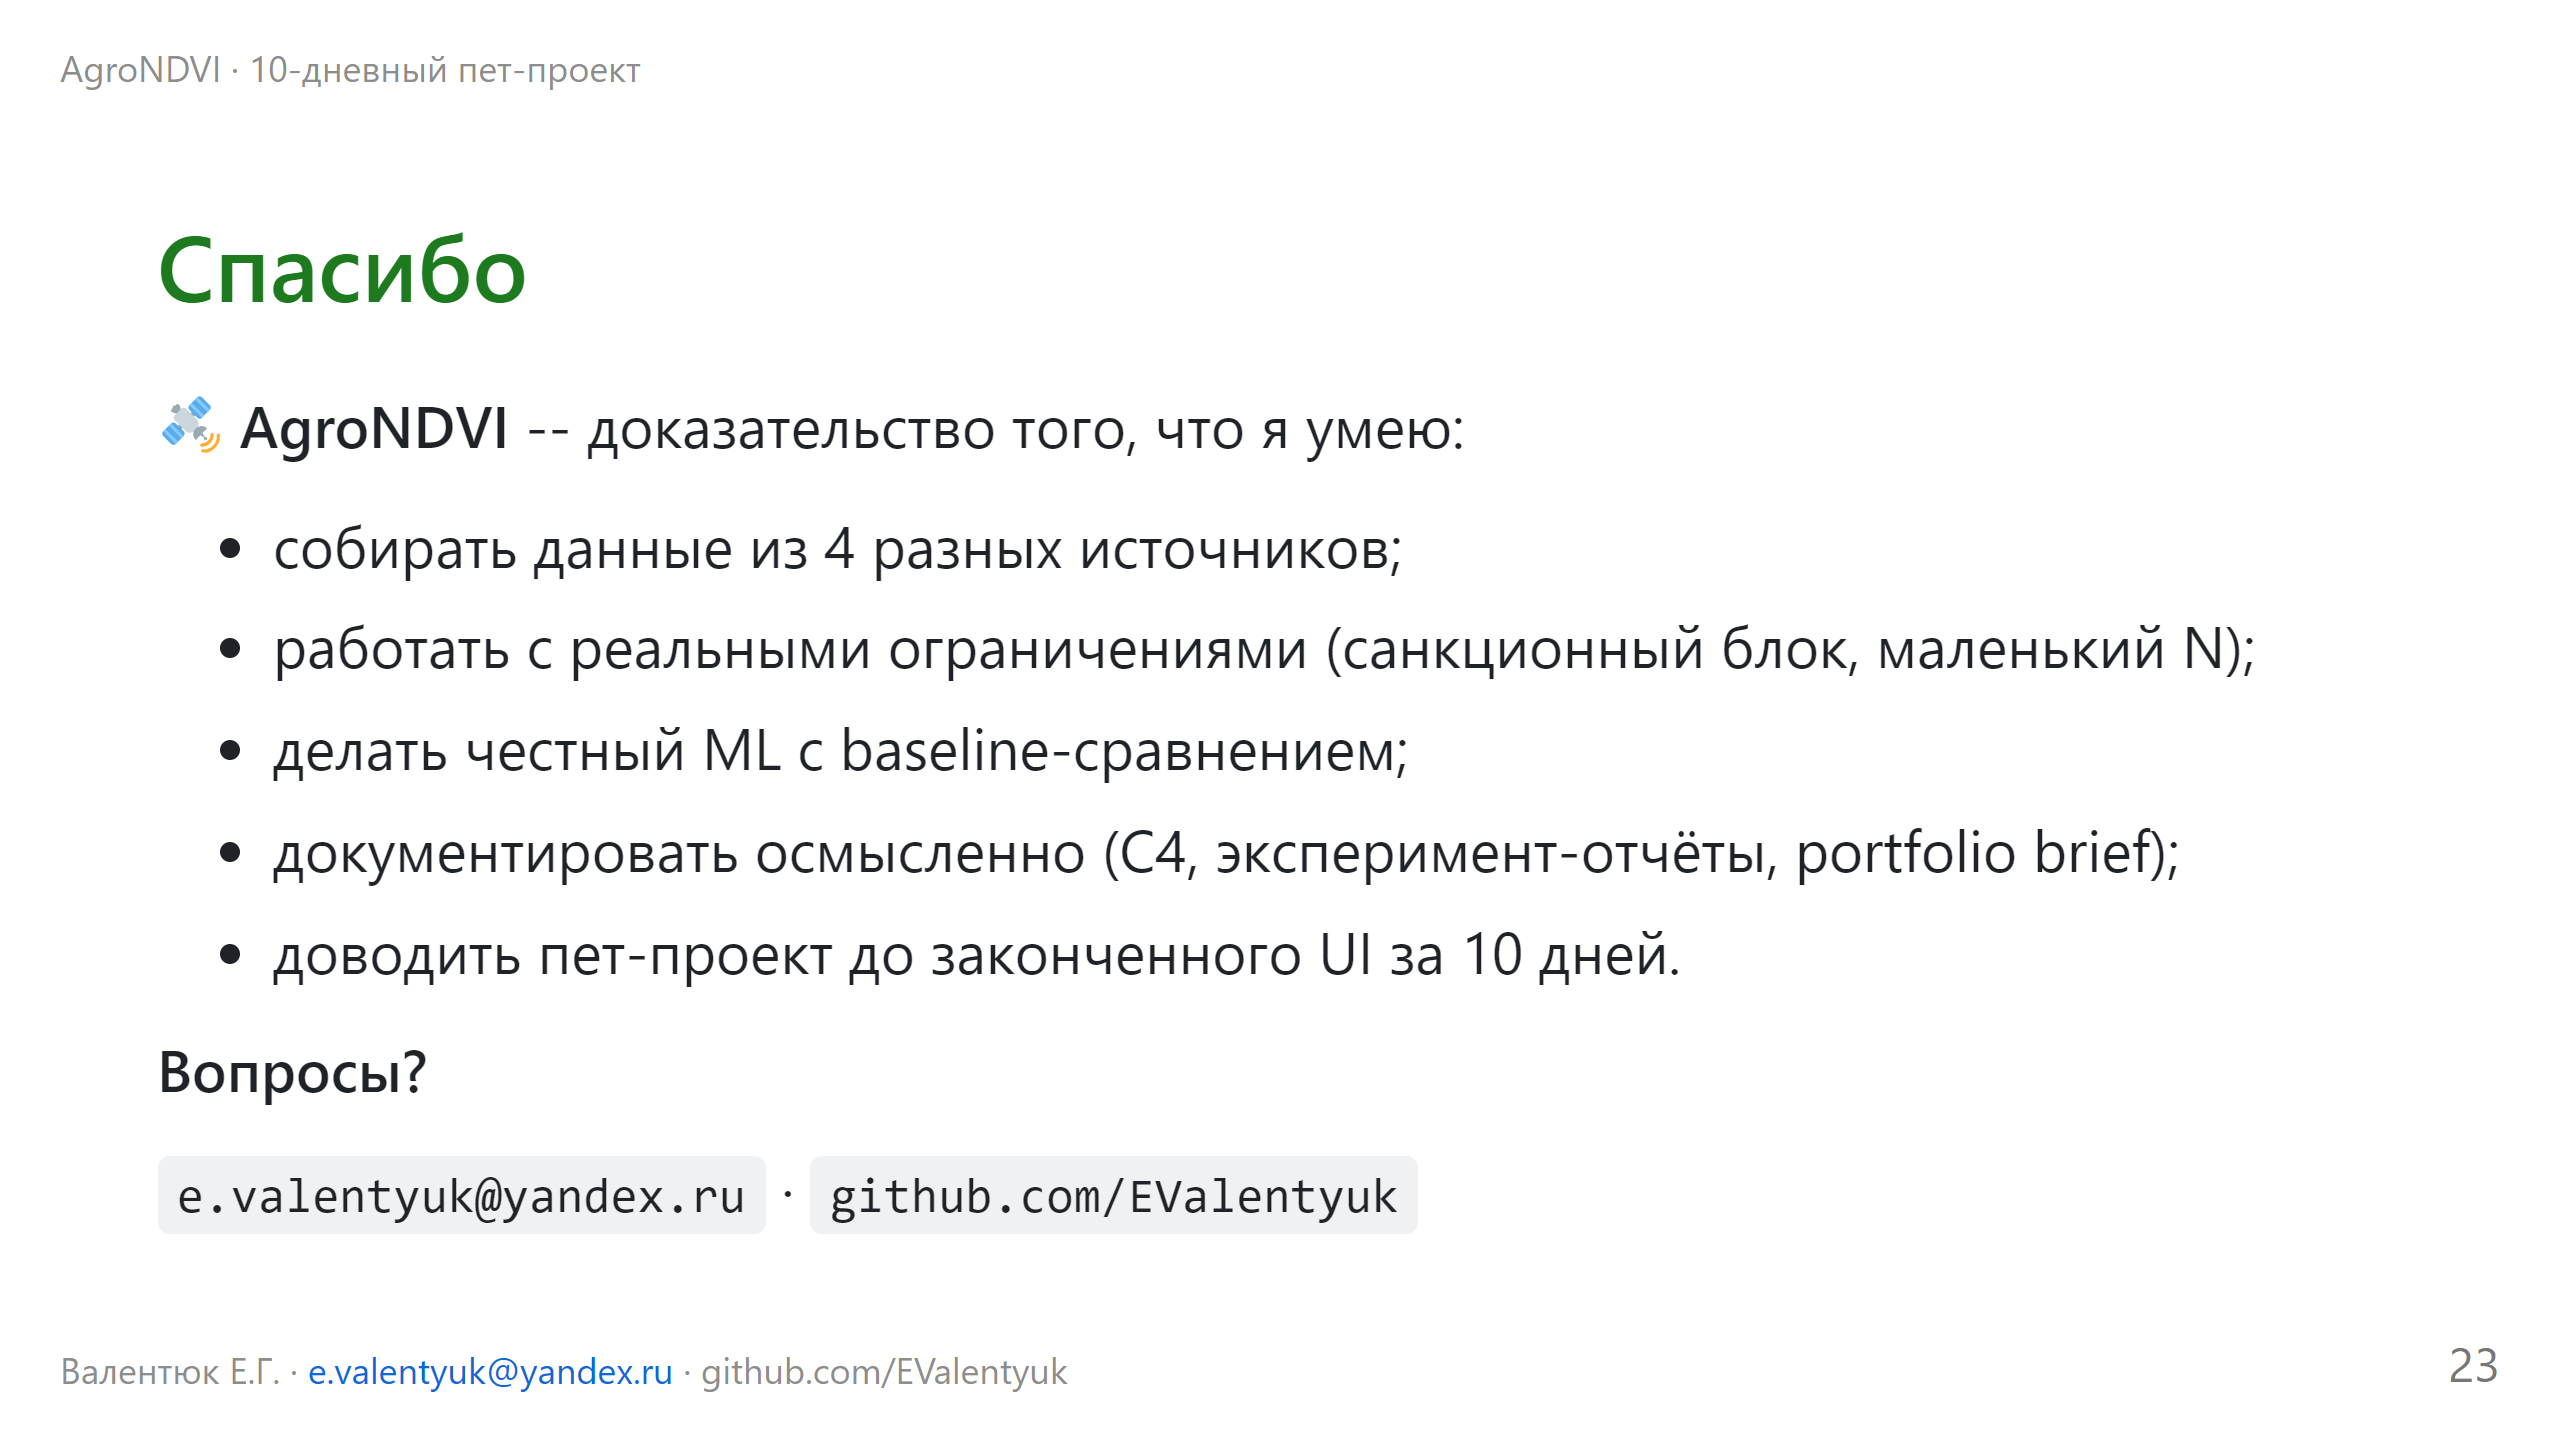 AgroNDVI · 10-дневный пет-проект
Спасибо
AgroNDVI -- доказательство того, что я умею:
• собирать данные из 4 разных источников;
• работать с реальными ограничениями (санкционный блок, маленький N);
• делать честный ML с baseline-сравнением;
• документировать осмысленно (C4, эксперимент-отчёты, portfolio brief);
• доводить пет-проект до законченного UI за 10 дней.
Вопросы?
e.valentyuk@yandex.ru · github.com/EValentyuk
Валентюк Е.Г. · e.valentyuk@yandex.ru · github.com/EValentyuk
23